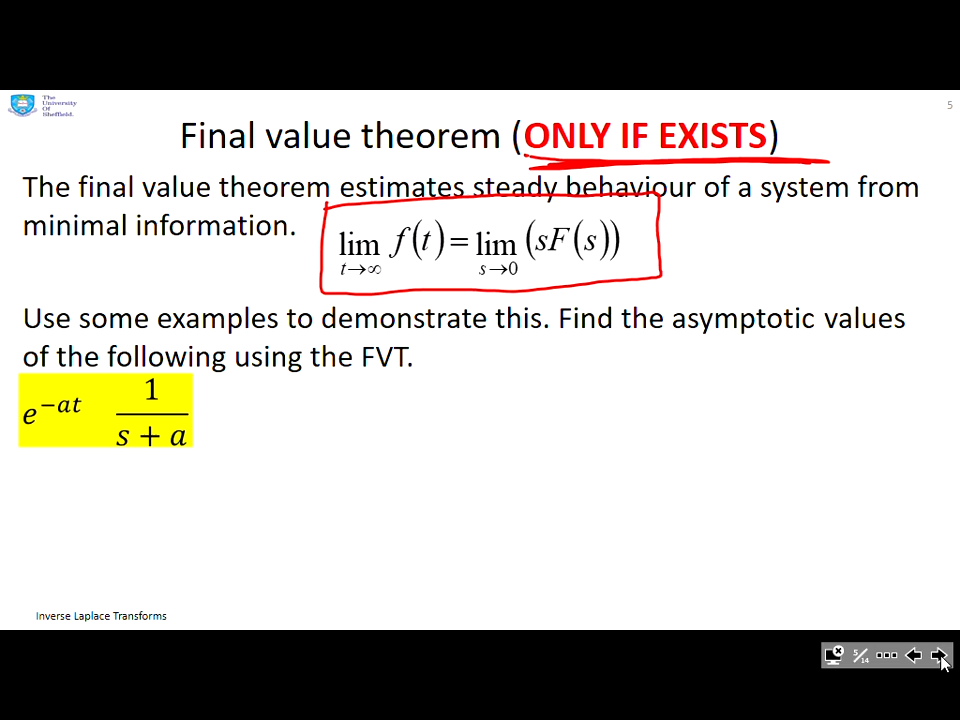 The
University
Of
Sheffield.
5
Final value theorem (ONLY IF EXISTS)
The final value theorem estimates steady behaviour of a system from
minimal information.
lim f(t) = lim (sF(s))
t→∞ s→0
Use some examples to demonstrate this. Find the asymptotic values
of the following using the FVT.
e^{-at} 1/(s + a)
Inverse Laplace Transforms
5/14